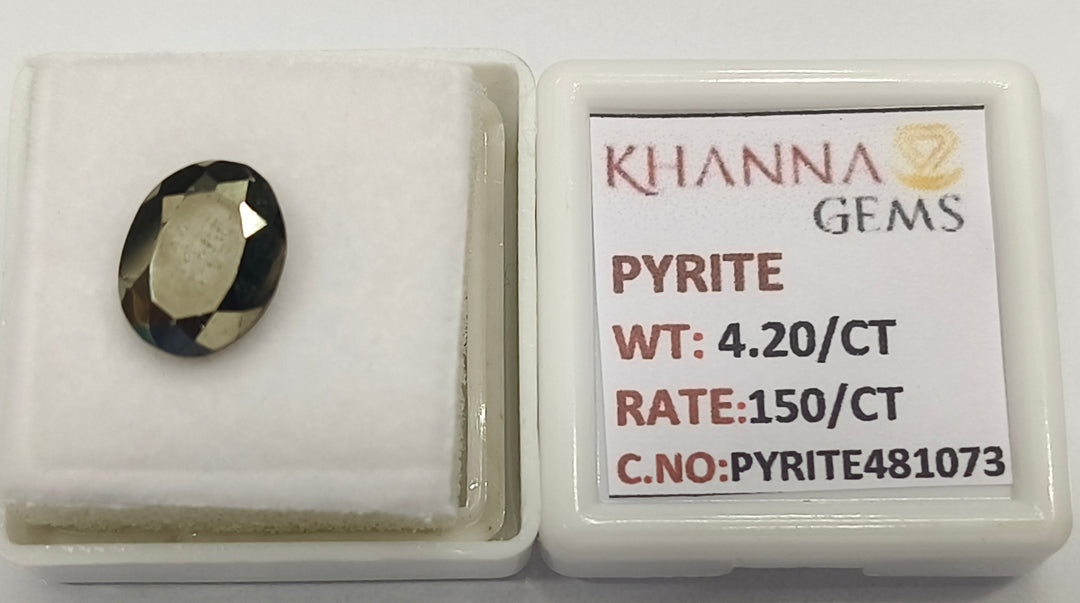 KHANNA
GEMS
PYRITE
WT: 4.20/CT
RATE:150/CT
C.NO:PYRITE481073